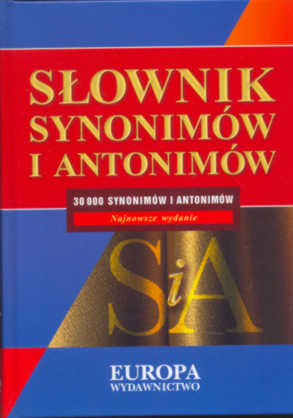 SŁOWNIK
SYNONIMÓW
I ANTONIMÓW
30 000 SYNONIMÓW I ANTONIMÓW
Najnowsze wydanie
SiA
EUROPA
WYDAWNICTWO